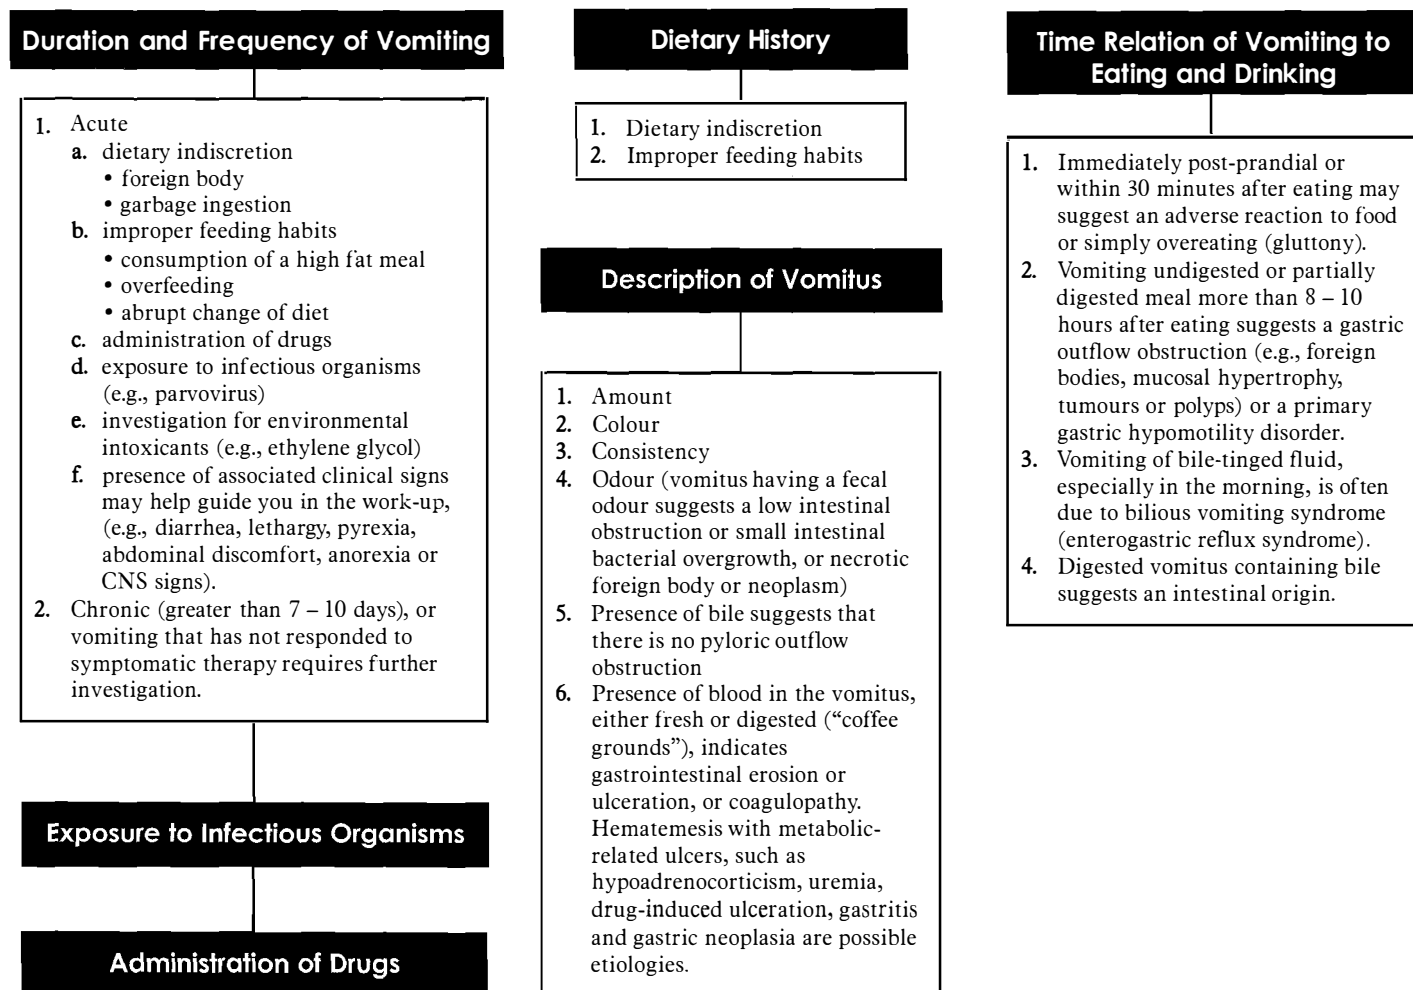 Duration and Frequency of Vomiting
1. Acute
a. dietary indiscretion
• foreign body
• garbage ingestion
b. improper feeding habits
• consumption of a high fat meal
• overfeeding
• abrupt change of diet
c. administration of drugs
d. exposure to infectious organisms
(e.g., parvovirus)
e. investigation for environmental
intoxicants (e.g., ethylene glycol)
f. presence of associated clinical signs
may help guide you in the work-up,
(e.g., diarrhea, lethargy, pyrexia,
abdominal discomfort, anorexia or
CNS signs).
2. Chronic (greater than 7 – 10 days), or
vomiting that has not responded to
symptomatic therapy requires further
investigation.
Exposure to Infectious Organisms
Administration of Drugs
Dietary History
1. Dietary indiscretion
2. Improper feeding habits
Description of Vomitus
1. Amount
2. Colour
3. Consistency
4. Odour (vomitus having a fecal
odour suggests a low intestinal
obstruction or small intestinal
bacterial overgrowth, or necrotic
foreign body or neoplasm)
5. Presence of bile suggests that
there is no pyloric outflow
obstruction
6. Presence of blood in the vomitus,
either fresh or digested (“coffee
grounds”), indicates
gastrointestinal erosion or
ulceration, or coagulopathy.
Hematemesis with metabolic-
related ulcers, such as
hypoadrenocorticism, uremia,
drug-induced ulceration, gastritis
and gastric neoplasia are possible
etiologies.
Time Relation of Vomiting to
Eating and Drinking
1. Immediately post-prandial or
within 30 minutes after eating may
suggest an adverse reaction to food
or simply overeating (gluttony).
2. Vomiting undigested or partially
digested meal more than 8 – 10
hours after eating suggests a gastric
outflow obstruction (e.g., foreign
bodies, mucosal hypertrophy,
tumours or polyps) or a primary
gastric hypomotility disorder.
3. Vomiting of bile-tinged fluid,
especially in the morning, is often
due to bilious vomiting syndrome
(enterogastric reflux syndrome).
4. Digested vomitus containing bile
suggests an intestinal origin.